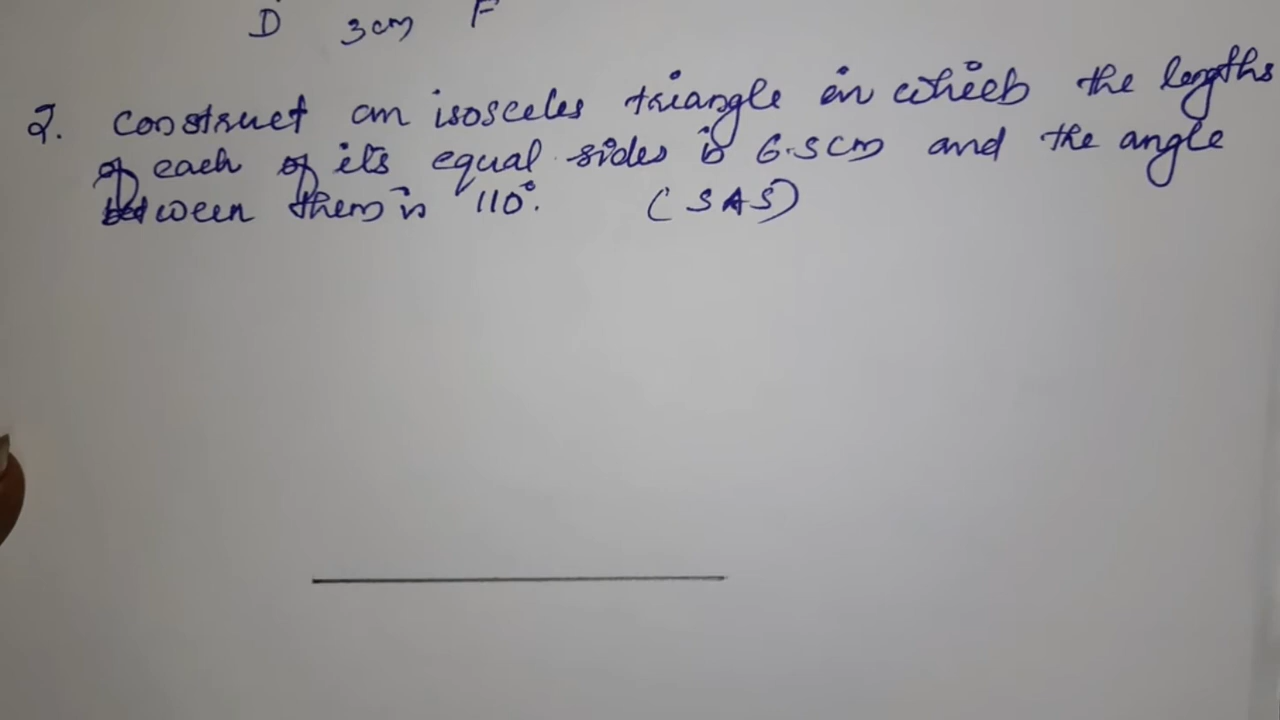 D 3cm F
2. construct an isosceles triangle in which the lengths
of each of its equal sides is 6.5cm and the angle
between them is 110°. (SAS)